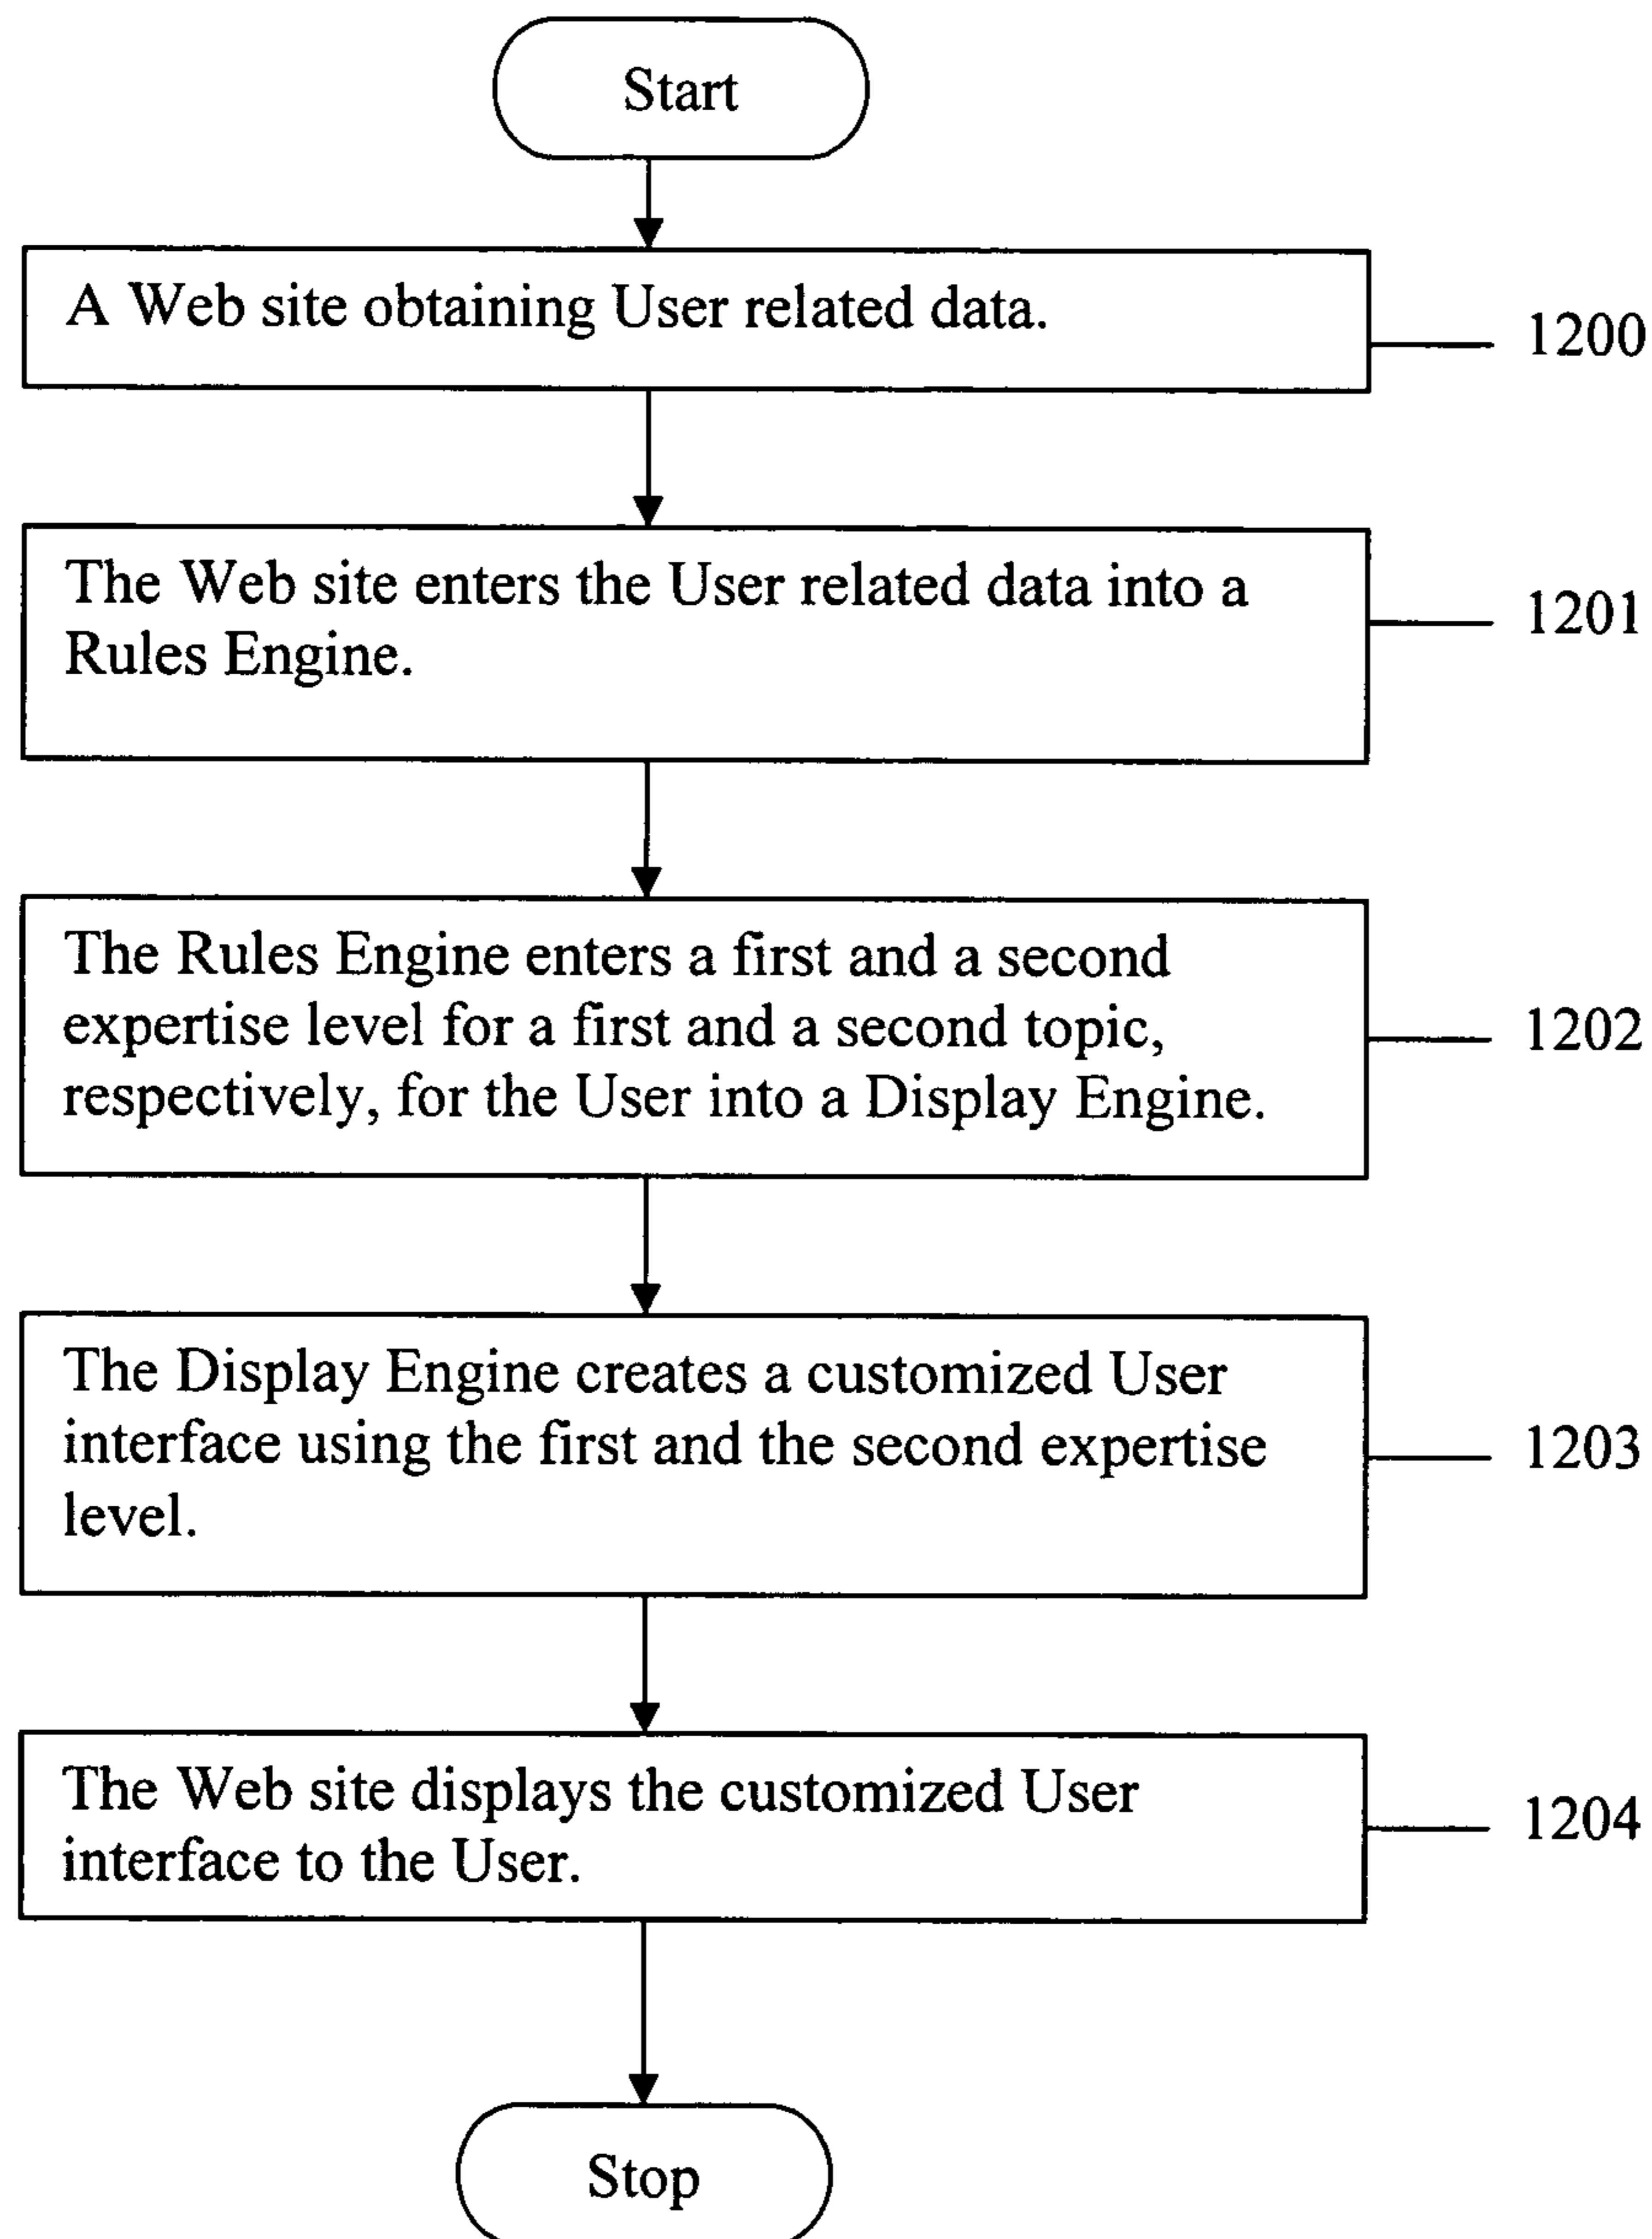 Start
A Web site obtaining User related data.
1200
The Web site enters the User related data into a
Rules Engine.
1201
The Rules Engine enters a first and a second
expertise level for a first and a second topic,
respectively, for the User into a Display Engine.
1202
The Display Engine creates a customized User
interface using the first and the second expertise
level.
1203
The Web site displays the customized User
interface to the User.
1204
Stop